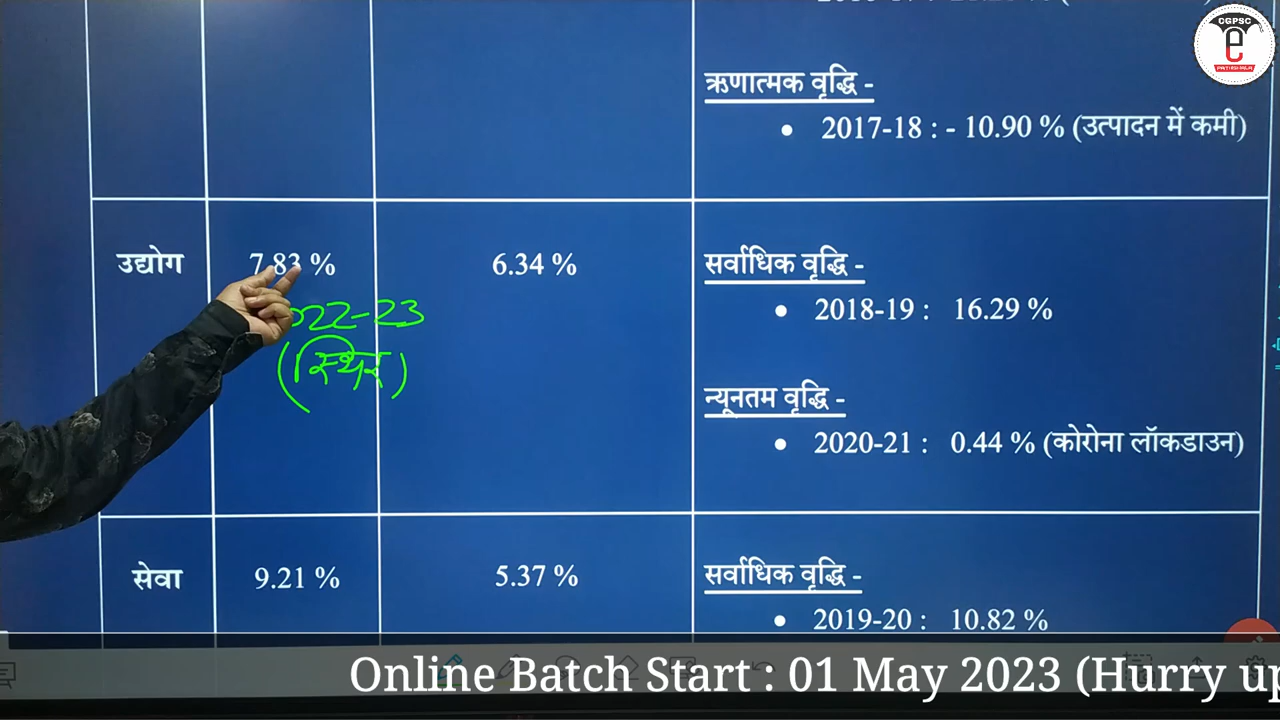 CGPSC
PATHSHALA
ऋणात्मक वृद्धि -
• 2017-18 : - 10.90 % (उत्पादन में कमी)
उद्योग 7.83 % 6.34 % सर्वाधिक वृद्धि -
• 2018-19 : 16.29 %
2022-23
(स्थिर)
न्यूनतम वृद्धि -
• 2020-21 : 0.44 % (कोरोना लॉकडाउन)
सेवा 9.21 % 5.37 % सर्वाधिक वृद्धि -
• 2019-20 : 10.82 %
Online Batch Start : 01 May 2023 (Hurry up